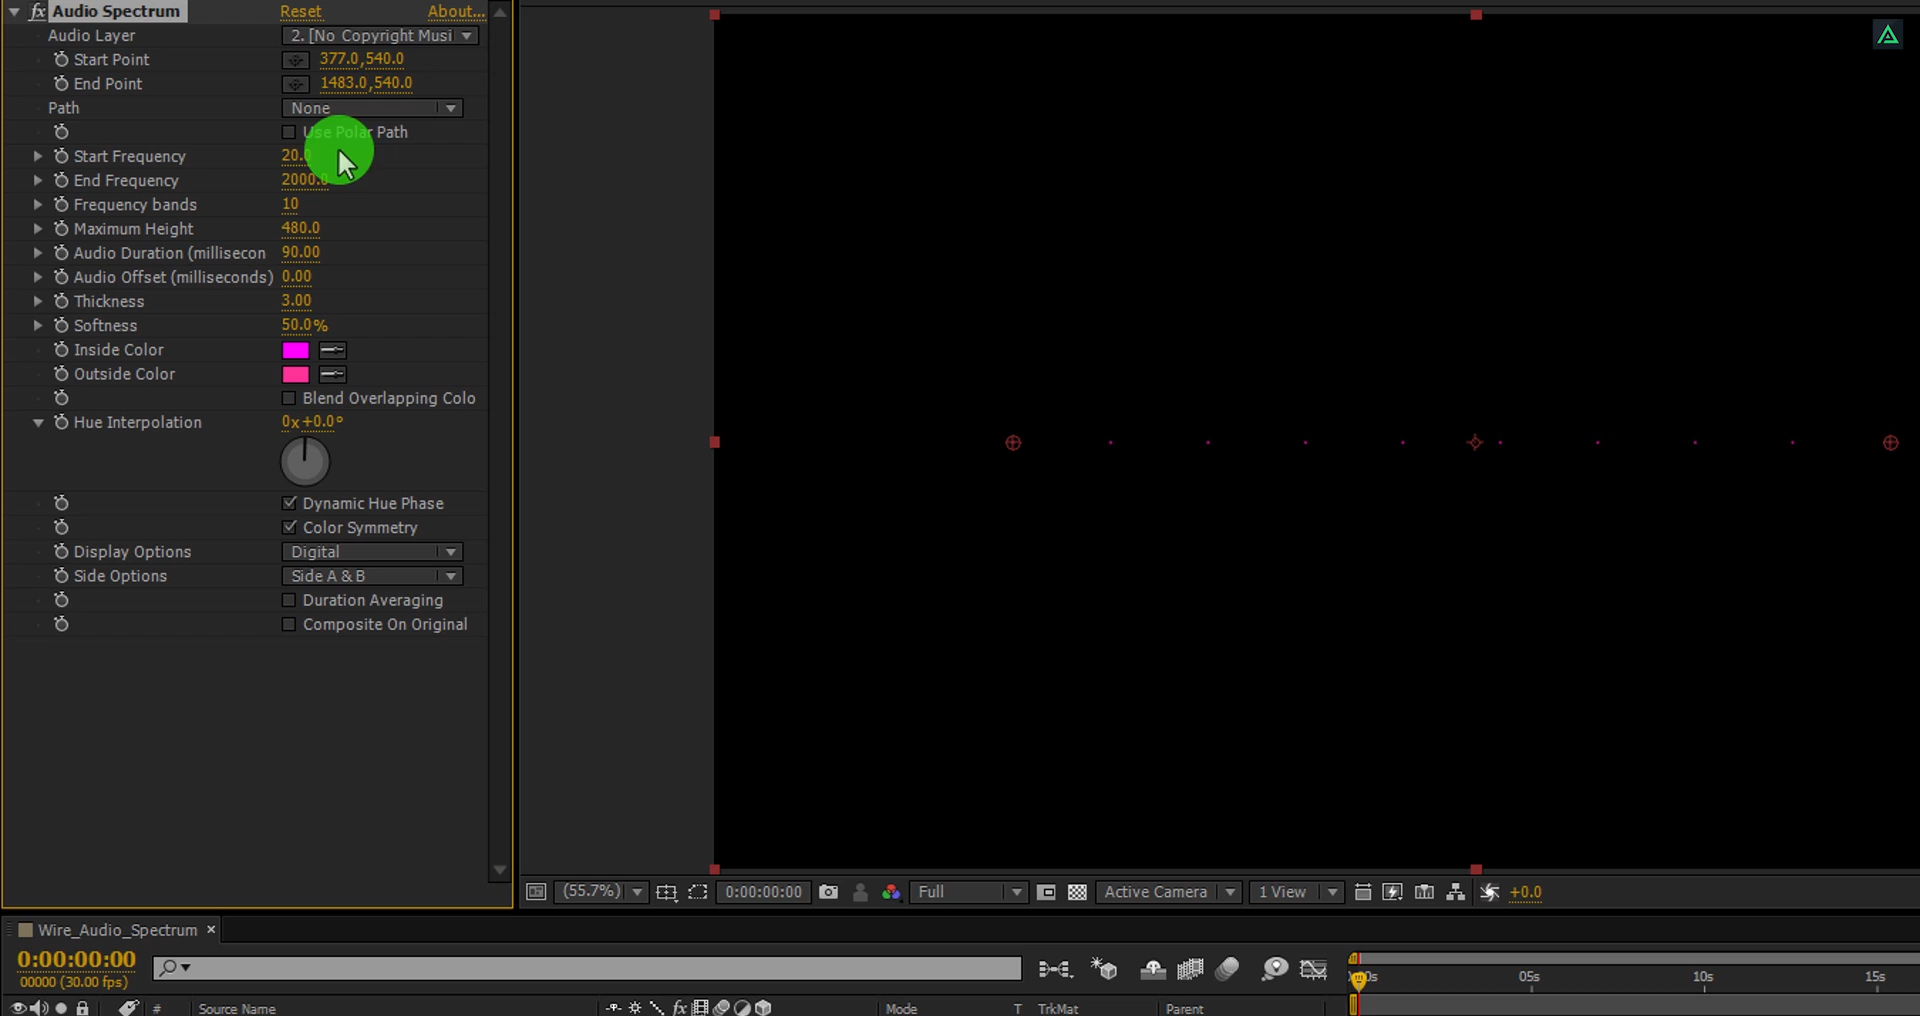 fx Audio Spectrum Reset About...
Audio Layer 2. [No Copyright Musi
Start Point 377.0,540.0
End Point 1483.0,540.0
Path None
Use Polar Path
Start Frequency 20.0
End Frequency 2000.0
Frequency bands 10
Maximum Height 480.0
Audio Duration (millisecon 90.00
Audio Offset (milliseconds) 0.00
Thickness 3.00
Softness 50.0%
Inside Color
Outside Color
Blend Overlapping Colo
Hue Interpolation 0x+0.0°
Dynamic Hue Phase
Color Symmetry
Display Options Digital
Side Options Side A & B
Duration Averaging
Composite On Original
(55.7%) 0:00:00:00 Full Active Camera 1 View +0.0
Wire_Audio_Spectrum ×
0:00:00:00
00000 (30.00 fps)
05s 10s 15s
# Source Name fx Mode T TrkMat Parent